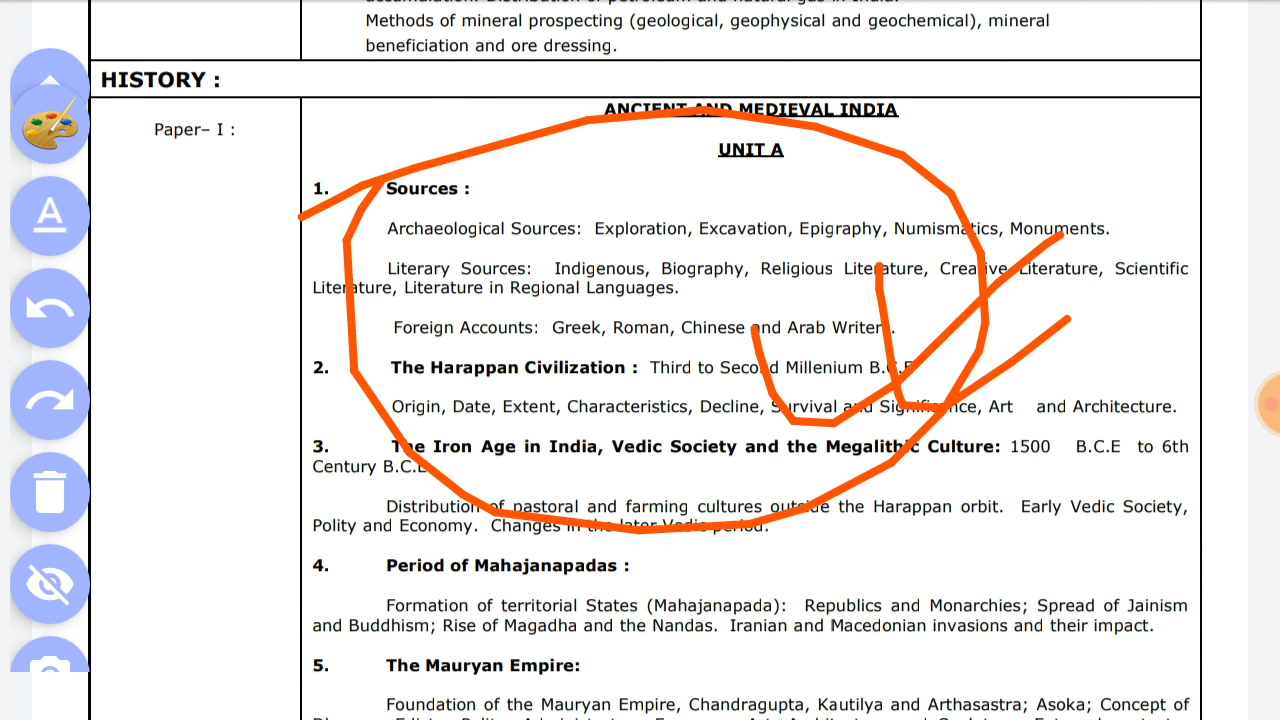 Methods of mineral prospecting (geological, geophysical and geochemical), mineral
beneficiation and ore dressing.
HISTORY :
ANCIENT AND MEDIEVAL INDIA
Paper– I :
UNIT A
1. Sources :
Archaeological Sources: Exploration, Excavation, Epigraphy, Numismatics, Monuments.
Literary Sources: Indigenous, Biography, Religious Literature, Creative Literature, Scientific
Literature, Literature in Regional Languages.
Foreign Accounts: Greek, Roman, Chinese and Arab Writers.
2. The Harappan Civilization : Third to Second Millenium B.C.E
Origin, Date, Extent, Characteristics, Decline, Survival and Significance, Art and Architecture.
3. The Iron Age in India, Vedic Society and the Megalithic Culture: 1500 B.C.E to 6th
Century B.C.E
Distribution of pastoral and farming cultures outside the Harappan orbit. Early Vedic Society,
Polity and Economy. Changes in the later Vedic period.
4. Period of Mahajanapadas :
Formation of territorial States (Mahajanapada): Republics and Monarchies; Spread of Jainism
and Buddhism; Rise of Magadha and the Nandas. Iranian and Macedonian invasions and their impact.
5. The Mauryan Empire:
Foundation of the Mauryan Empire, Chandragupta, Kautilya and Arthasastra; Asoka; Concept of